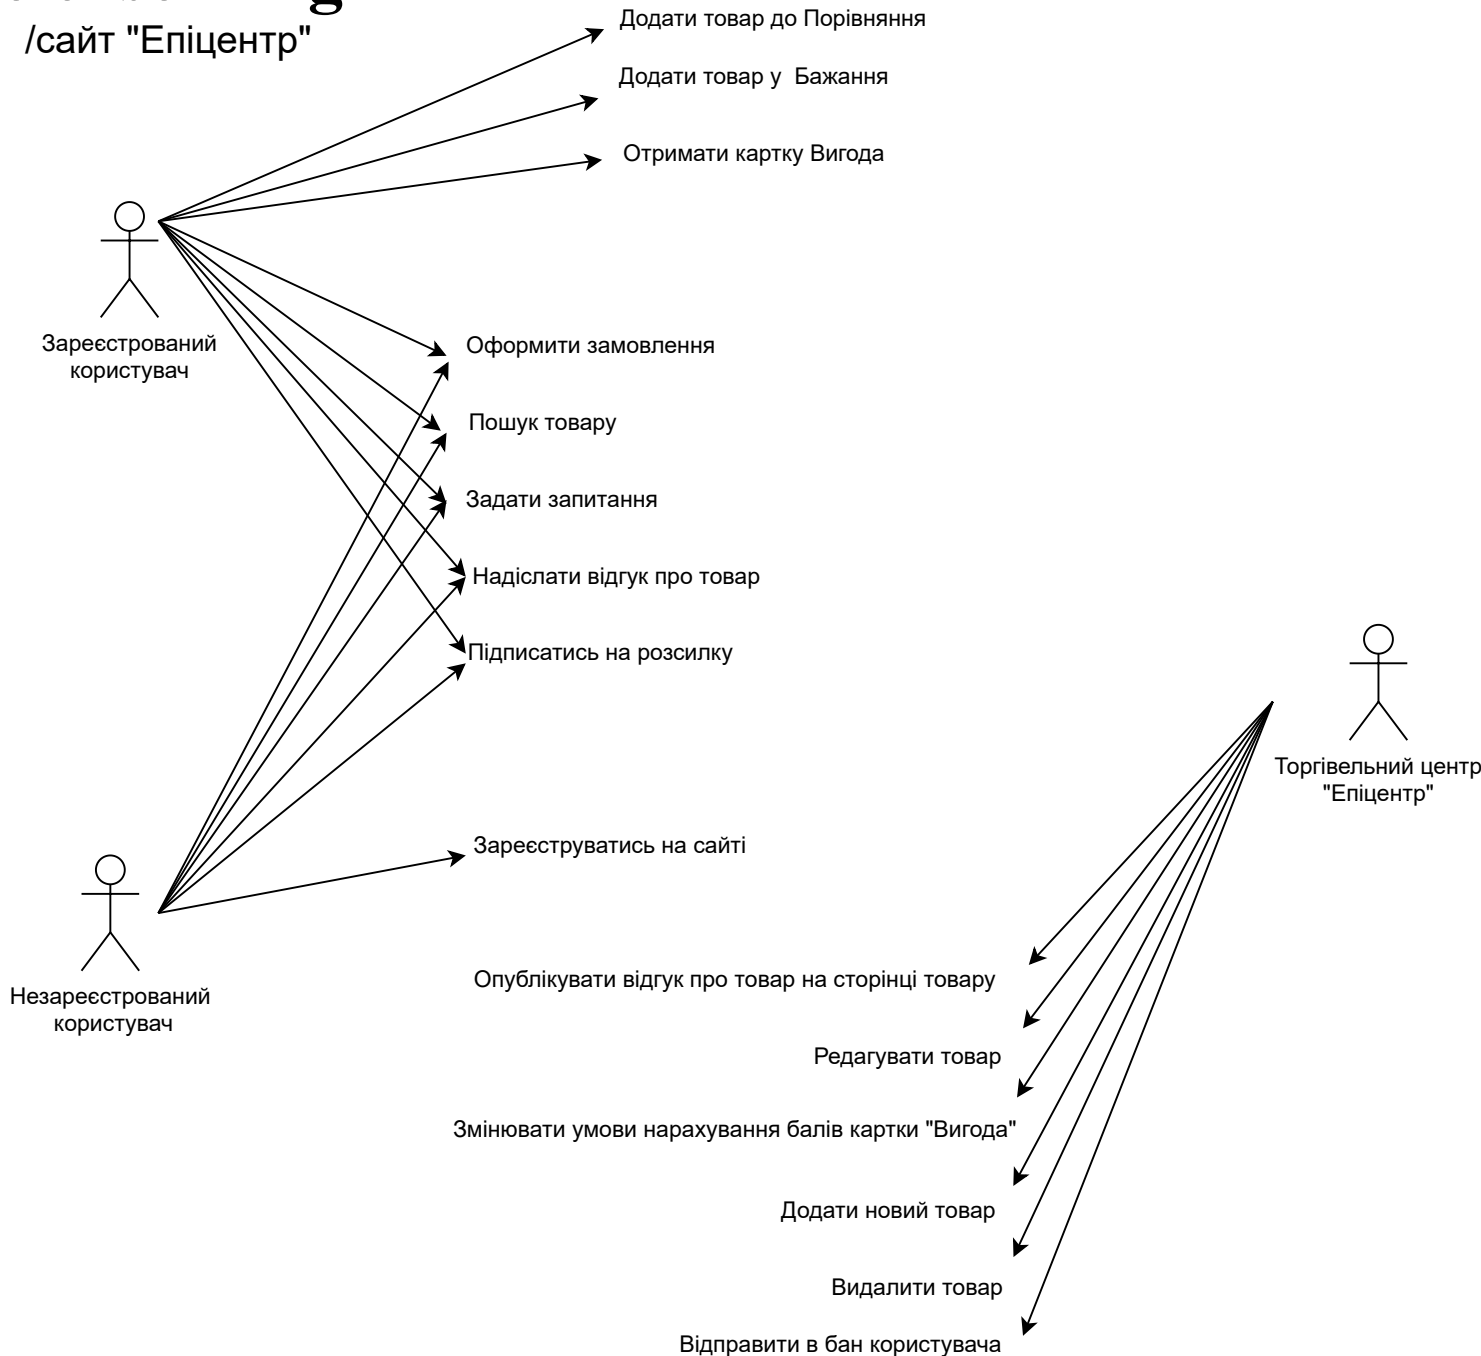 /сайт "Епіцентр"
Додати товар до Порівняння
Додати товар у Бажання
Отримати картку Вигода
Зареєстрований
користувач
Оформити замовлення
Пошук товару
Задати запитання
Надіслати відгук про товар
Підписатись на розсилку
Торгівельний центр
"Епіцентр"
Зареєструватись на сайті
Незареєстрований
користувач
Опублікувати відгук про товар на сторінці товару
Редагувати товар
Змінювати умови нарахування балів картки "Вигода"
Додати новий товар
Видалити товар
Відправити в бан користувача